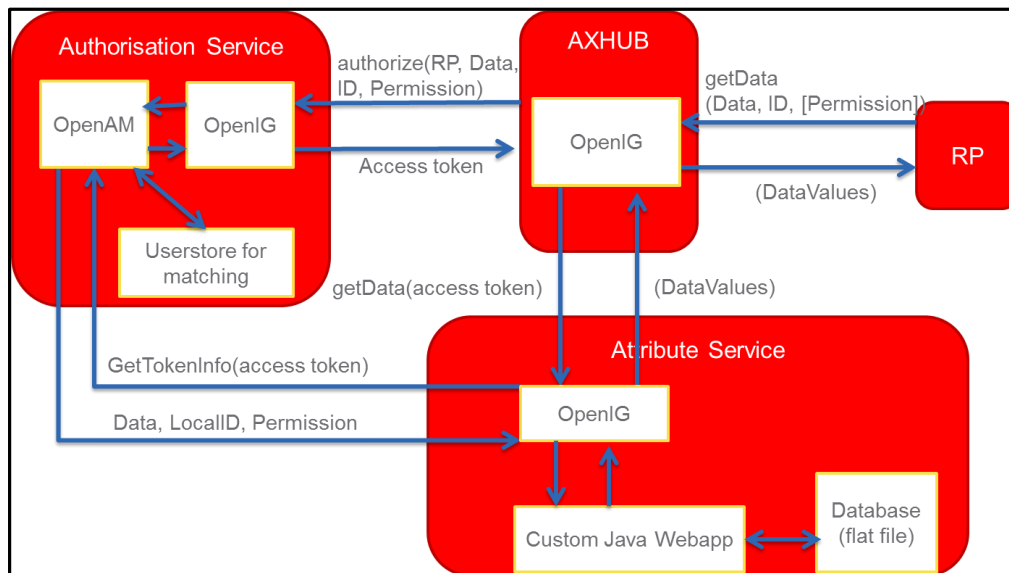 Authorisation Service
OpenAM
OpenIG
Userstore for
matching
authorize(RP, Data,
ID, Permission)
Access token
AXHUB
OpenIG
getData
(Data, ID, [Permission])
RP
(DataValues)
getData(access token)
(DataValues)
GetTokenInfo(access token)
Data, LocalID, Permission
Attribute Service
OpenIG
Custom Java Webapp
Database
(flat file)